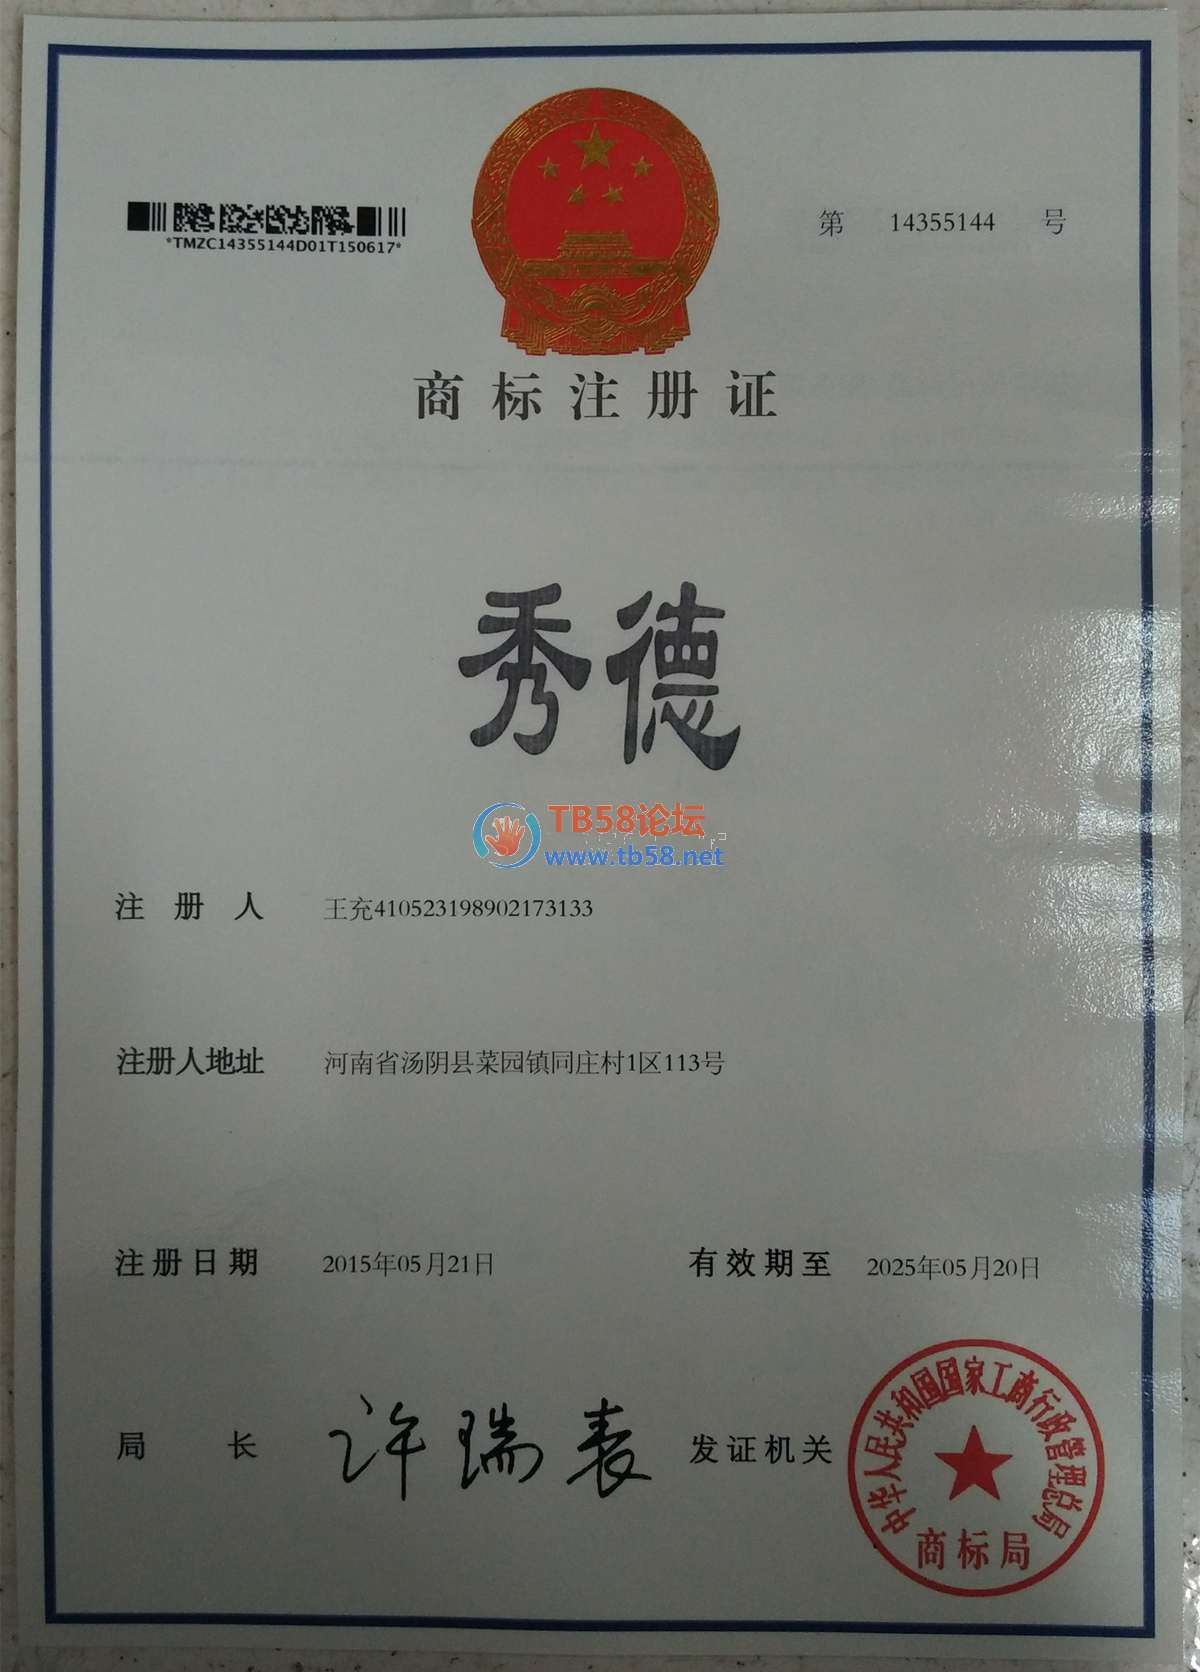 *TMZC14355144D01T150617*
第 14355144 号
商标注册证
秀德
TB58论坛
www.tb58.net
注册人 王充410523198902173133
注册人地址 河南省汤阴县菜园镇同庄村1区113号
注册日期 2015年05月21日 有效期至 2025年05月20日
局长 许瑞表 发证机关
中华人民共和国国家工商行政管理总局
商标局